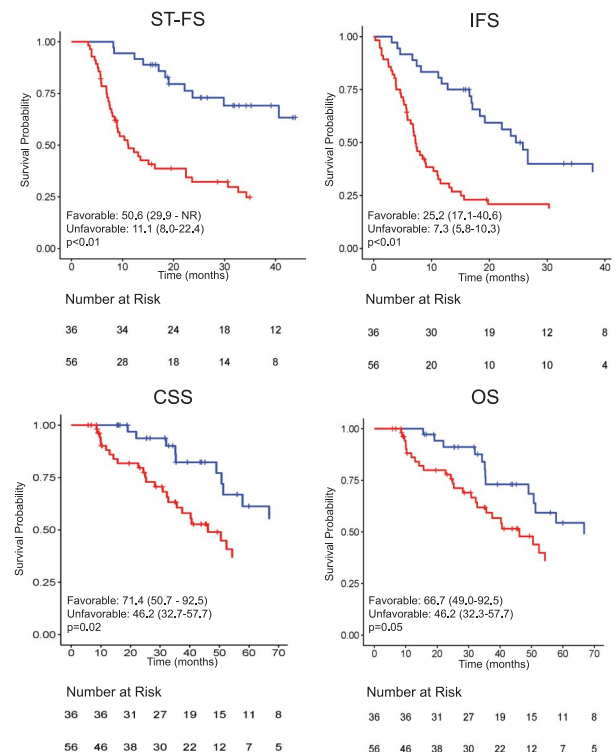 ST-FS
Survival Probability
1.00
0.75
0.50
0.25
0.00
Favorable: 50.6 (29.9 - NR)
Unfavorable: 11.1 (8.0-22.4)
p<0.01
0 10 20 30 40
Time (months)
Number at Risk
36 34 24 18 12
56 28 18 14 8
IFS
Survival Probability
1.00
0.75
0.50
0.25
0.00
Favorable: 25.2 (17.1-40.6)
Unfavorable: 7.3 (5.8-10.3)
p<0.01
0 10 20 30 40
Time (months)
Number at Risk
36 30 19 12 8
56 20 10 10 4
CSS
Survival Probability
1.00
0.75
0.50
0.25
0.00
Favorable: 71.4 (50.7 - 92.5)
Unfavorable: 46.2 (32.7-57.7)
p=0.02
0 10 20 30 40 50 60 70
Time (months)
Number at Risk
36 36 31 27 19 15 11 8
56 46 38 30 22 12 7 5
OS
Survival Probability
1.00
0.75
0.50
0.25
0.00
Favorable: 66.7 (49.0-92.5)
Unfavorable: 46.2 (32.3-57.7)
p=0.05
0 10 20 30 40 50 60 70
Time (months)
Number at Risk
36 36 31 27 19 15 11 8
56 46 38 30 22 12 7 5